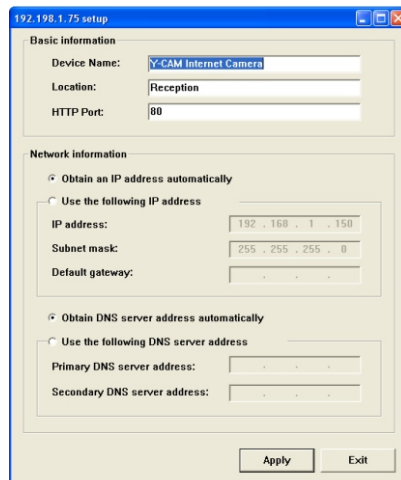 192.198.1.75 setup
Basic information
Device Name: Y-CAM Internet Camera
Location: Reception
HTTP Port: 80
Network information
Obtain an IP address automatically
Use the following IP address
IP address: 192 . 168 . 1 . 150
Subnet mask: 255 . 255 . 255 . 0
Default gateway: . . .
Obtain DNS server address automatically
Use the following DNS server address
Primary DNS server address: . . .
Secondary DNS server address: . . .
Apply Exit